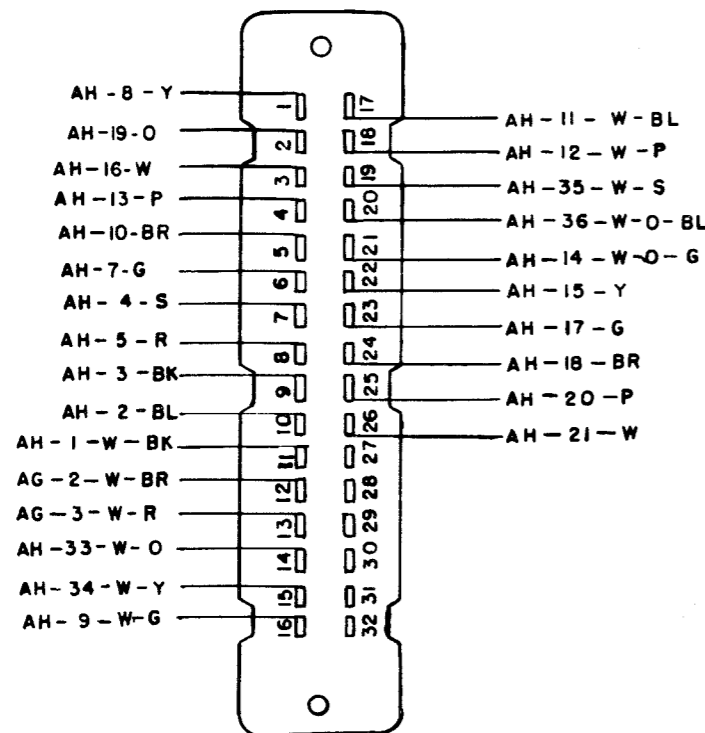 AH-8-Y
AH-19-O
AH-16-W
AH-13-P
AH-10-BR
AH-7-G
AH-4-S
AH-5-R
AH-3-BK
AH-2-BL
AH-1-W-BK
AG-2-W-BR
AG-3-W-R
AH-33-W-O
AH-34-W-Y
AH-9-W-G
1
2
3
4
5
6
7
8
9
10
11
12
13
14
15
16
17
18
19
20
21
22
23
24
25
26
27
28
29
30
31
32
AH-11-W-BL
AH-12-W-P
AH-35-W-S
AH-36-W-O-BL
AH-14-W-O-G
AH-15-Y
AH-17-G
AH-18-BR
AH-20-P
AH-21-W